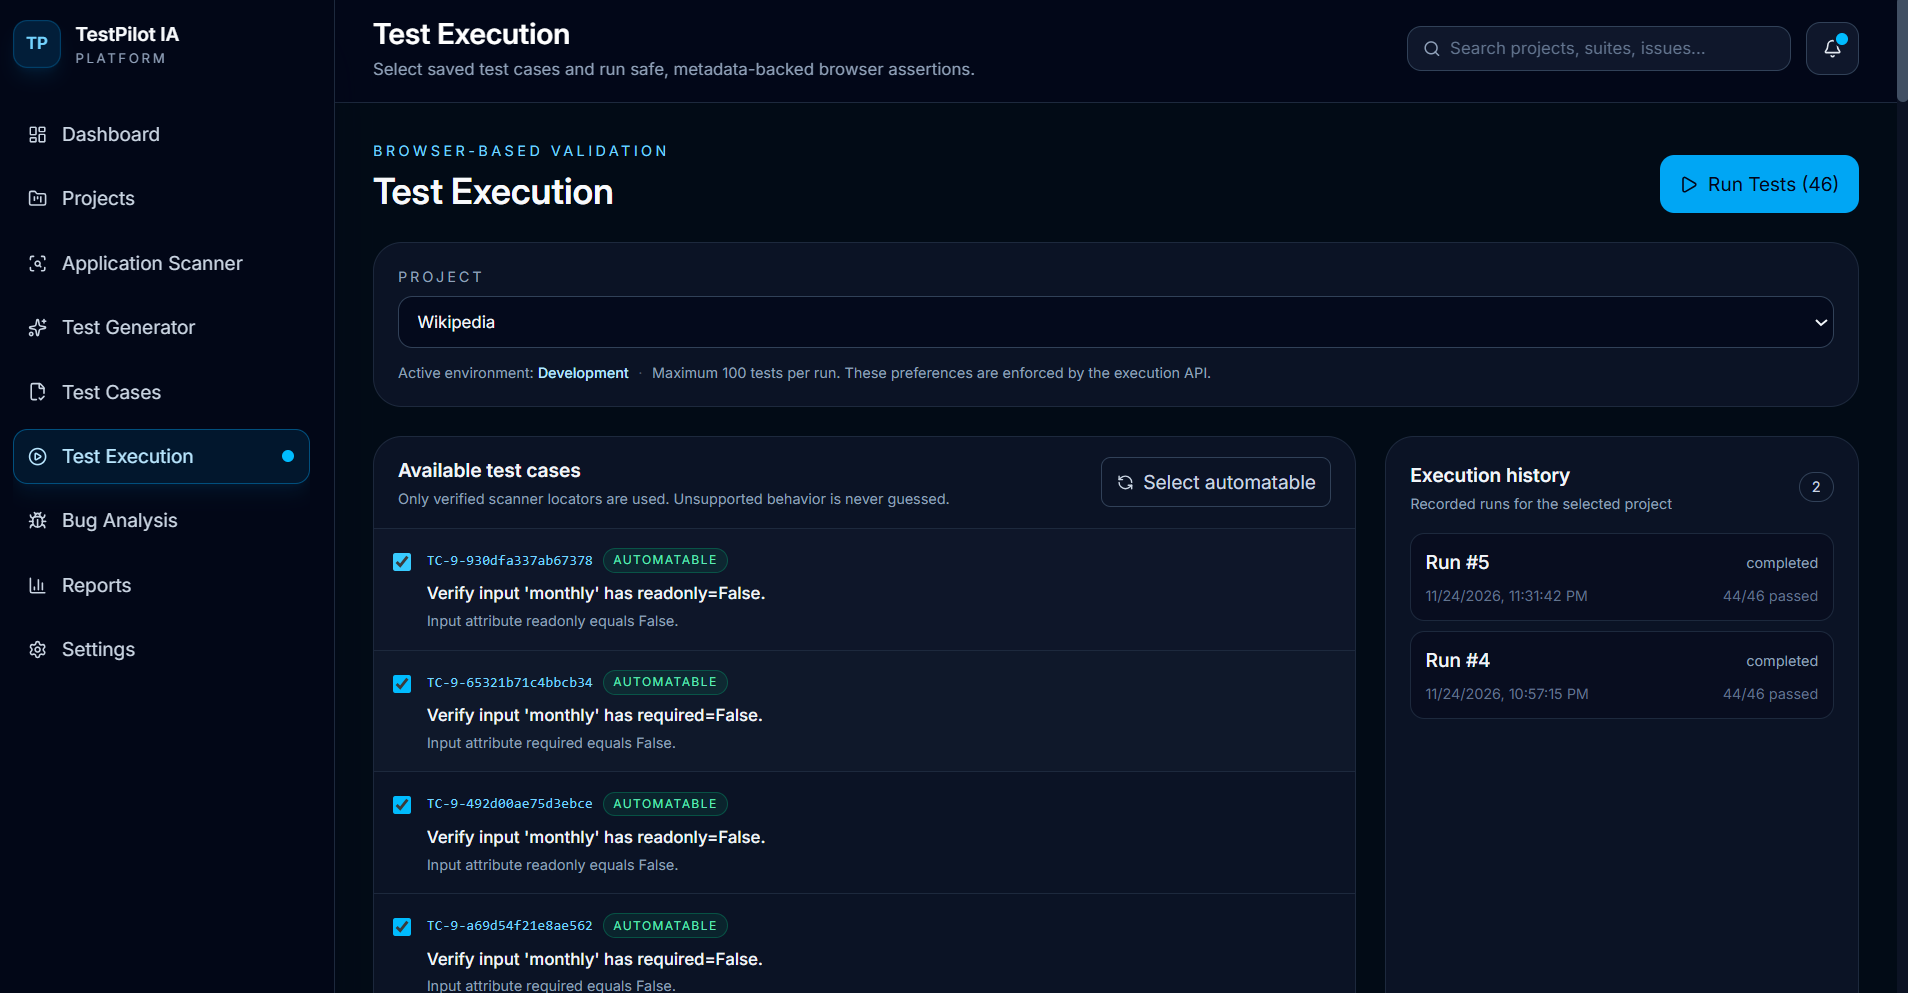 TP
TestPilot IA
PLATFORM
Dashboard
Projects
Application Scanner
Test Generator
Test Cases
Test Execution
Bug Analysis
Reports
Settings
Test Execution
Select saved test cases and run safe, metadata-backed browser assertions.
Search projects, suites, issues...
BROWSER-BASED VALIDATION
Test Execution
Run Tests (46)
PROJECT
Wikipedia
Active environment: Development · Maximum 100 tests per run. These preferences are enforced by the execution API.
Available test cases
Only verified scanner locators are used. Unsupported behavior is never guessed.
Select automatable
TC-9-930dfa337ab67378 AUTOMATABLE
Verify input 'monthly' has readonly=False.
Input attribute readonly equals False.
TC-9-65321b71c4bbcb34 AUTOMATABLE
Verify input 'monthly' has required=False.
Input attribute required equals False.
TC-9-492d00ae75d3ebce AUTOMATABLE
Verify input 'monthly' has readonly=False.
Input attribute readonly equals False.
TC-9-a69d54f21e8ae562 AUTOMATABLE
Verify input 'monthly' has required=False.
Input attribute required equals False.
Execution history
2
Recorded runs for the selected project
Run #5 completed
11/24/2026, 11:31:42 PM 44/46 passed
Run #4 completed
11/24/2026, 10:57:15 PM 44/46 passed